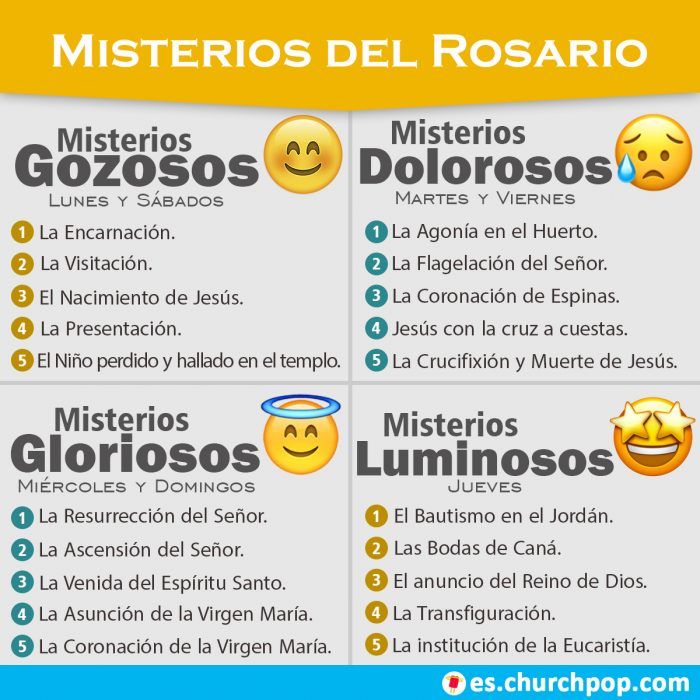 Misterios del Rosario
Misterios
Gozosos
Lunes y Sábados
1 La Encarnación.
2 La Visitación.
3 El Nacimiento de Jesús.
4 La Presentación.
5 El Niño perdido y hallado en el templo.
Misterios
Dolorosos
Martes y Viernes
1 La Agonía en el Huerto.
2 La Flagelación del Señor.
3 La Coronación de Espinas.
4 Jesús con la cruz a cuestas.
5 La Crucifixión y Muerte de Jesús.
Misterios
Gloriosos
Miércoles y Domingos
1 La Resurrección del Señor.
2 La Ascensión del Señor.
3 La Venida del Espíritu Santo.
4 La Asunción de la Virgen María.
5 La Coronación de la Virgen María.
Misterios
Luminosos
Jueves
1 El Bautismo en el Jordán.
2 Las Bodas de Caná.
3 El anuncio del Reino de Dios.
4 La Transfiguración.
5 La institución de la Eucaristía.
es.churchpop.com